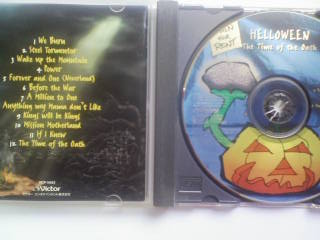 1 We Burn
2 Steel Tormentor
3 Wake up the Mountain
4 Power
5 Forever and One (Neverland)
6 Before the War
7 A Million to One
8 Anything my Mama don't Like
9 Kings will be Kings
10 Mission Motherland
11 If I Knew
12 The Time of the Oath
Victor
HELLOWEEN
The Time of the Oath
FOR RENT